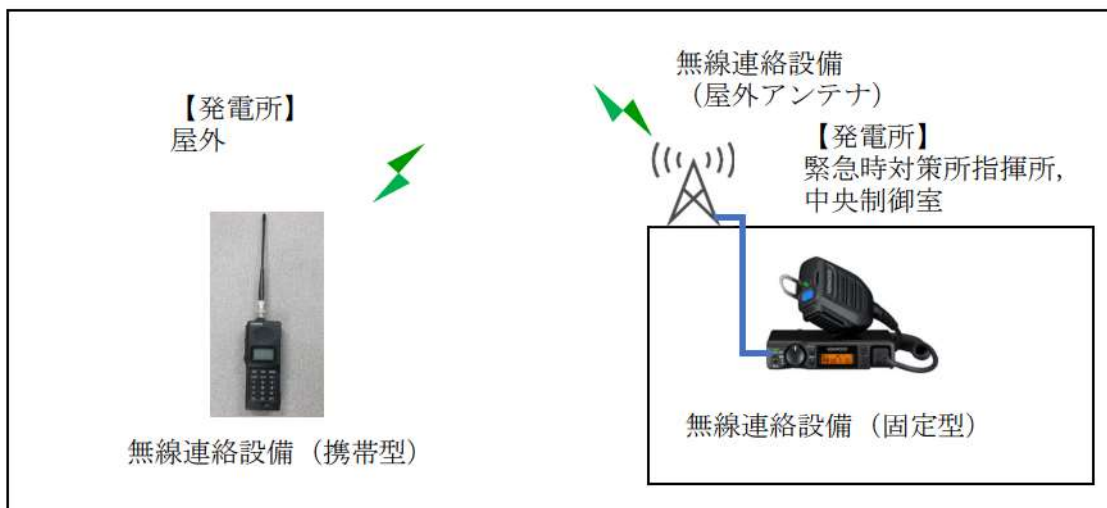 【発電所】
屋外
無線連絡設備（携帯型）
無線連絡設備
（屋外アンテナ）
【発電所】
緊急時対策所指揮所，
中央制御室
無線連絡設備（固定型）